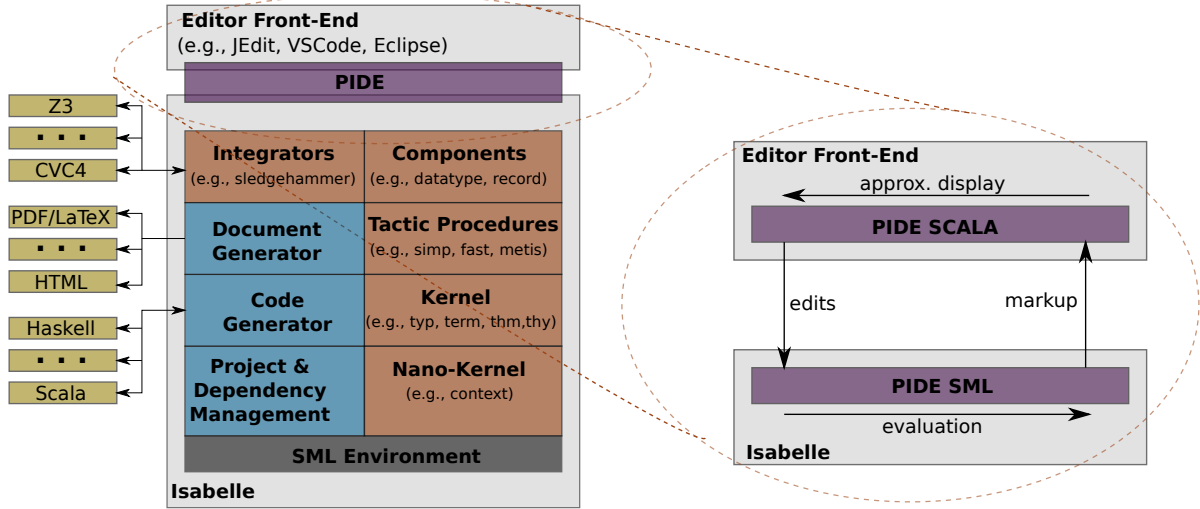 Editor Front-End
(e.g., JEdit, VSCode, Eclipse)
PIDE
Z3
...
CVC4
PDF/LaTeX
...
HTML
Haskell
...
Scala
Integrators
(e.g., sledgehammer)
Components
(e.g., datatype, record)
Document
Generator
Tactic Procedures
(e.g., simp, fast, metis)
Code
Generator
Kernel
(e.g., typ, term, thm,thy)
Project &
Dependency
Management
Nano-Kernel
(e.g., context)
SML Environment
Isabelle
Editor Front-End
approx. display
PIDE SCALA
edits
markup
PIDE SML
evaluation
Isabelle